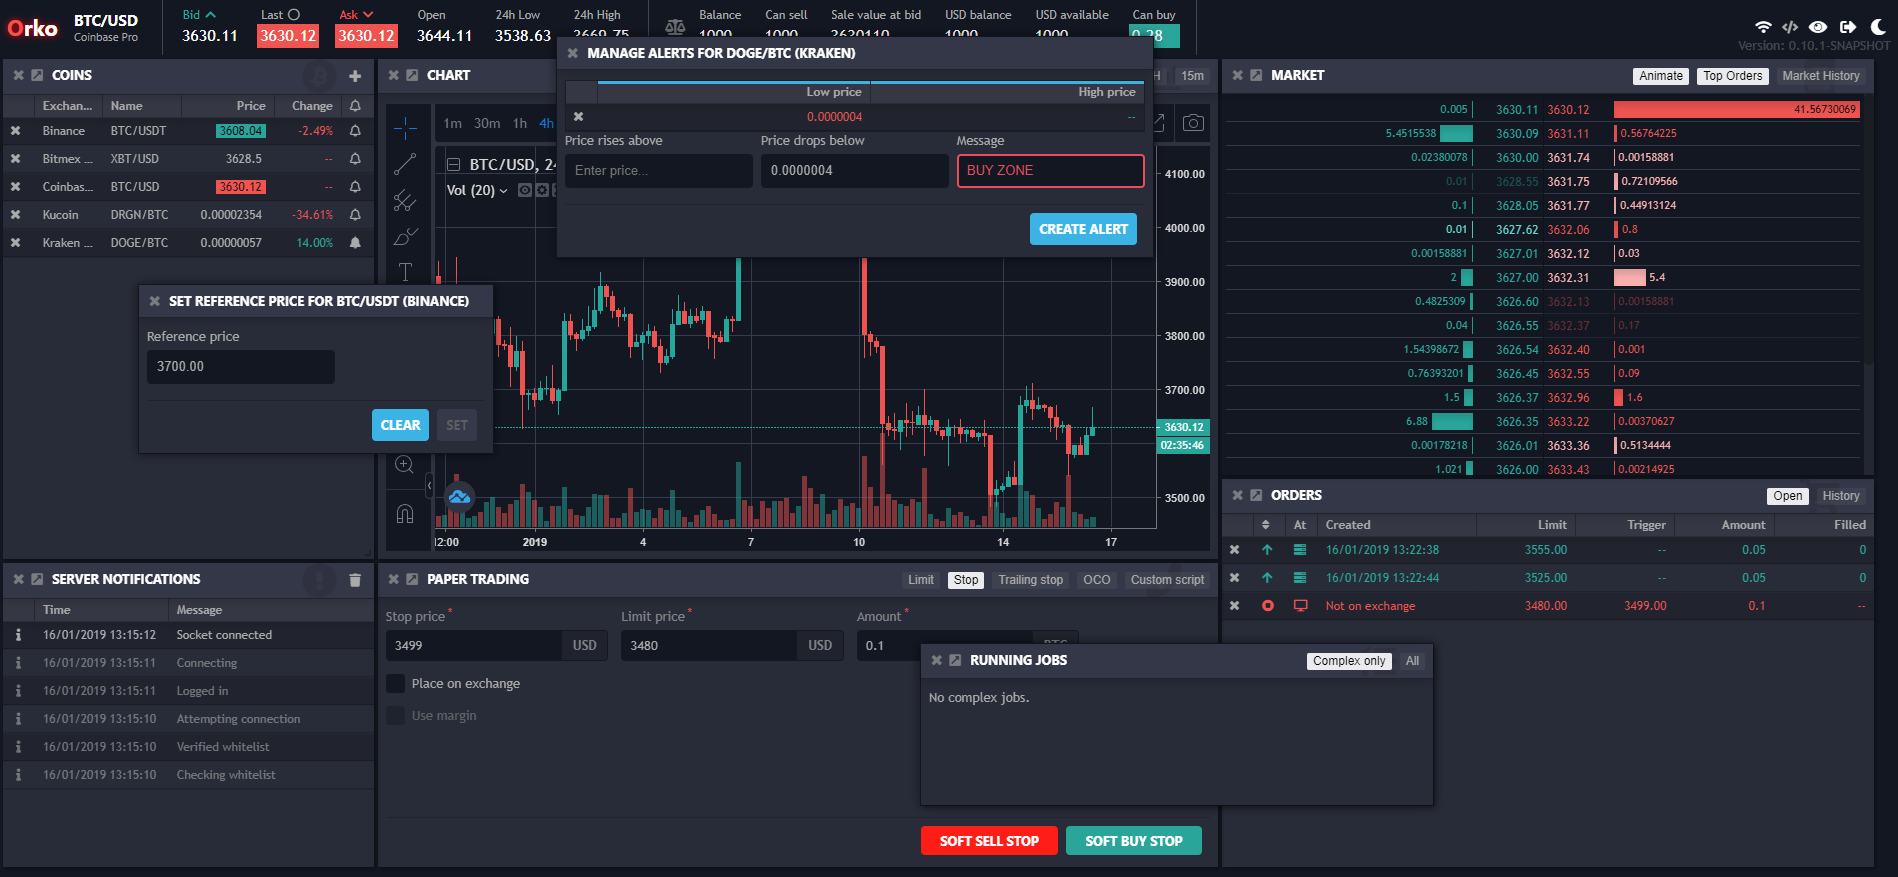 Orko
BTC/USD
Coinbase Pro
Bid Last Ask Open 24h Low 24h High
3630.11 3630.12 3630.12 3644.11 3538.63 3669.75
Balance Can sell Sale value at bid USD balance USD available Can buy
1000 1000 3630110 1000 1000 0.28
Version: 0.10.1-SNAPSHOT
COINS
Exchan... Name Price Change
Binance BTC/USDT 3608.04 -2.49%
Bitmex ... XBT/USD 3628.5 --
Coinbas... BTC/USD 3630.12 --
Kucoin DRGN/BTC 0.00002354 -34.61%
Kraken ... DOGE/BTC 0.00000057 14.00%
SET REFERENCE PRICE FOR BTC/USDT (BINANCE)
Reference price
3700.00
CLEAR SET
CHART
H 15m
1m 30m 1h 4h
BTC/USD, 24
Vol (20)
4100.00
4000.00
3900.00
3800.00
3700.00
3630.12
02:35:46
3500.00
12:00 2019 4 7 10 14 17
MANAGE ALERTS FOR DOGE/BTC (KRAKEN)
Low price High price
0.0000004 --
Price rises above Price drops below Message
Enter price... 0.0000004 BUY ZONE
CREATE ALERT
MARKET
Animate Top Orders Market History
0.005 3630.11 3630.12 41.56730069
5.4515538 3630.09 3631.11 0.56764225
0.02380078 3630.00 3631.74 0.00158881
0.01 3628.55 3631.75 0.72109566
0.1 3628.05 3631.77 0.44913124
0.01 3627.62 3632.06 0.8
0.00158881 3627.01 3632.12 0.03
2 3627.00 3632.31 5.4
0.4825309 3626.60 3632.13 0.00158881
0.04 3626.55 3632.37 0.17
1.54398672 3626.54 3632.40 0.001
0.76393201 3626.45 3632.55 0.09
1.5 3626.37 3632.96 1.6
6.88 3626.35 3633.22 0.00370627
0.00178218 3626.01 3633.36 0.5134444
1.021 3626.00 3633.43 0.00214925
ORDERS
Open History
At Created Limit Trigger Amount Filled
16/01/2019 13:22:38 3555.00 -- 0.05 0
16/01/2019 13:22:44 3525.00 -- 0.05 0
Not on exchange 3480.00 3499.00 0.1 --
SERVER NOTIFICATIONS
Time Message
16/01/2019 13:15:12 Socket connected
16/01/2019 13:15:11 Connecting
16/01/2019 13:15:11 Logged in
16/01/2019 13:15:10 Attempting connection
16/01/2019 13:15:10 Verified whitelist
16/01/2019 13:15:10 Checking whitelist
PAPER TRADING
Limit Stop Trailing stop OCO Custom script
Stop price * Limit price * Amount *
3499 USD 3480 USD 0.1 BTC
Place on exchange
Use margin
SOFT SELL STOP SOFT BUY STOP
RUNNING JOBS
Complex only All
No complex jobs.